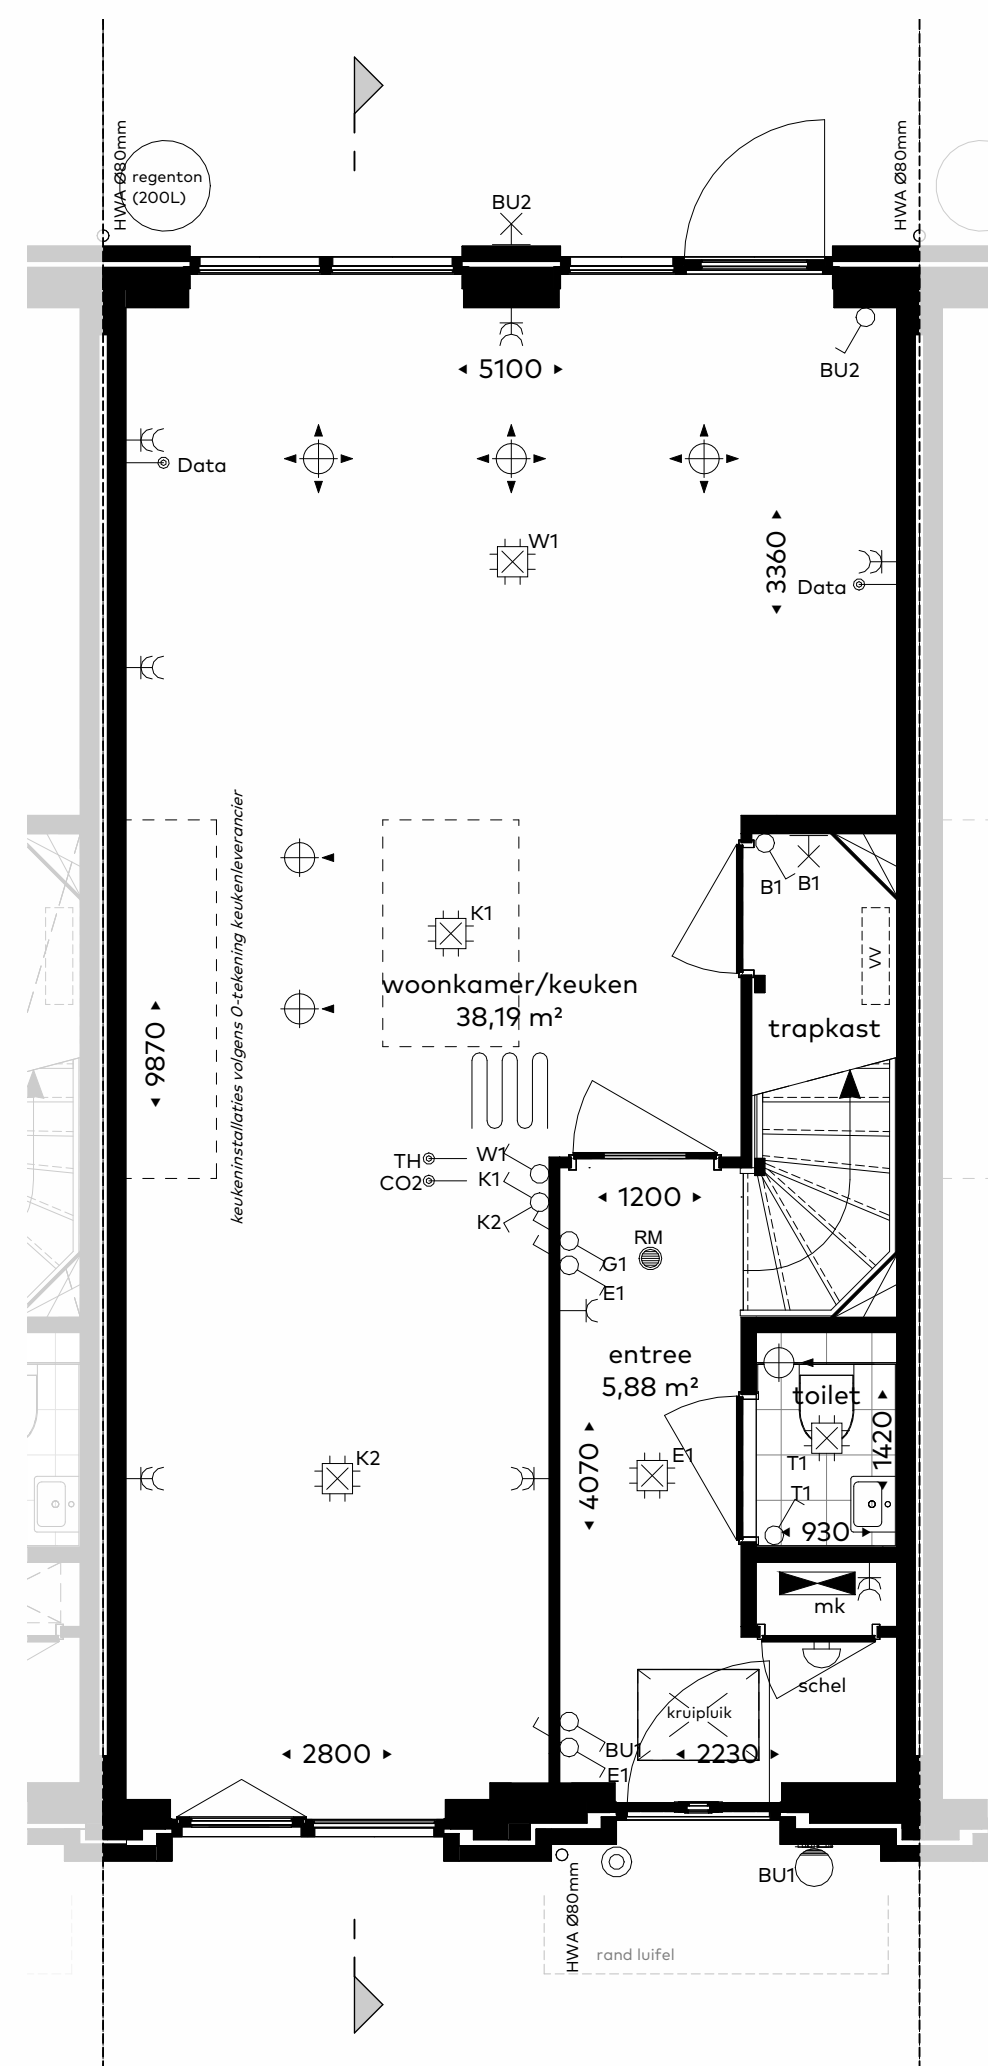 HWA Ø80mm
regenton
(200L)
BU2
HWA Ø80mm
5100
BU2
Data
W1
3360
Data
keukeninstallaties volgens 0-tekening keukenleverancier
B1
B1
K1
VV
woonkamer/keuken
38,19 m²
trapkast
9870
TH
CO2
W1
K1
K2
1200
RM
G1
E1
entree
5,88 m²
toilet
1420
K2
4070
E1
T1
T1
930
mk
schel
kruipluik
2800
BU1
2230
E1
HWA Ø80mm
BU1
rand luifel